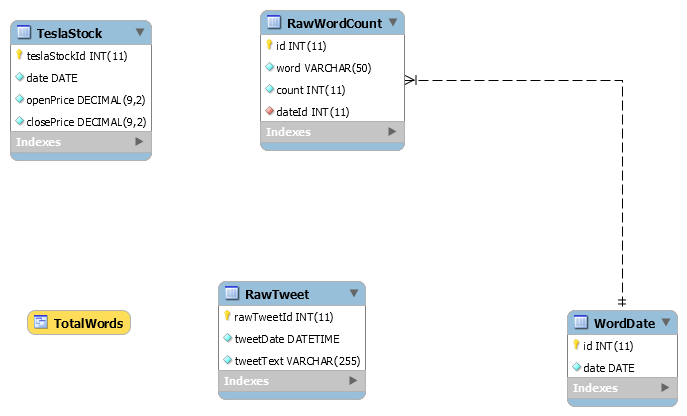 TeslaStock
teslaStockId INT(11)
date DATE
openPrice DECIMAL(9,2)
closePrice DECIMAL(9,2)
Indexes
RawWordCount
id INT(11)
word VARCHAR(50)
count INT(11)
dateId INT(11)
Indexes
TotalWords
RawTweet
rawTweetId INT(11)
tweetDate DATETIME
tweetText VARCHAR(255)
Indexes
WordDate
id INT(11)
date DATE
Indexes